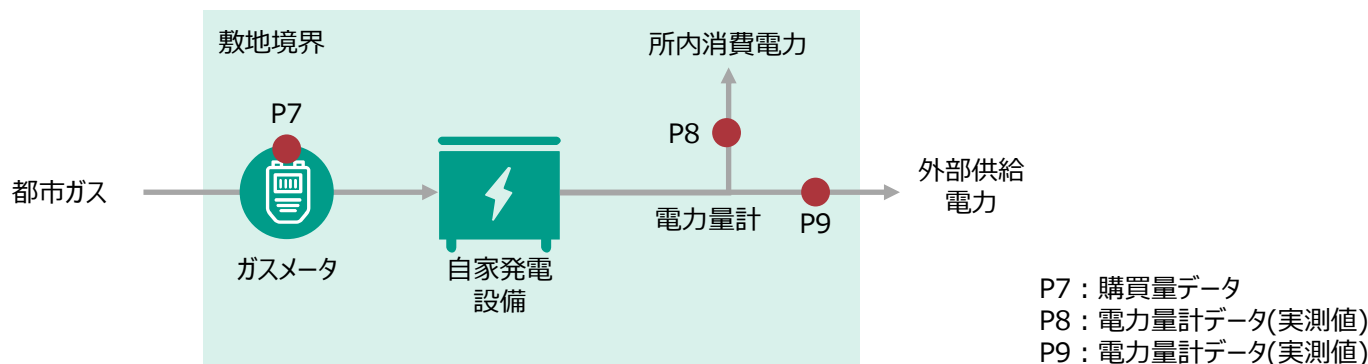 敷地境界
所内消費電力
P7
P8
都市ガス
外部供給
電力
電力量計
P9
ガスメータ
自家発電
設備
P7：購買量データ
P8：電力量計データ(実測値)
P9：電力量計データ(実測値)